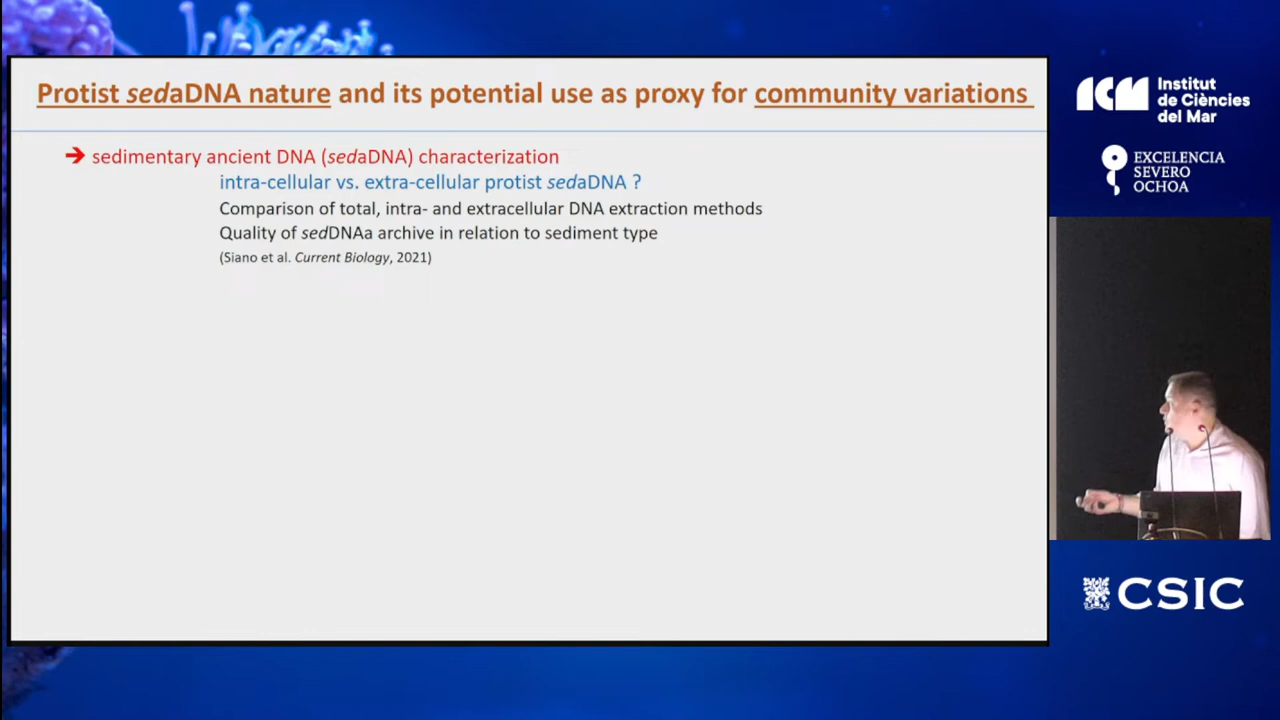 Protist sedaDNA nature and its potential use as proxy for community variations
➔ sedimentary ancient DNA (sedaDNA) characterization
intra-cellular vs. extra-cellular protist sedaDNA ?
Comparison of total, intra- and extracellular DNA extraction methods
Quality of sedDNAa archive in relation to sediment type
(Siano et al. Current Biology, 2021)
ICM
Institut
de Ciències
del Mar
EXCELENCIA
SEVERO
OCHOA
CSIC